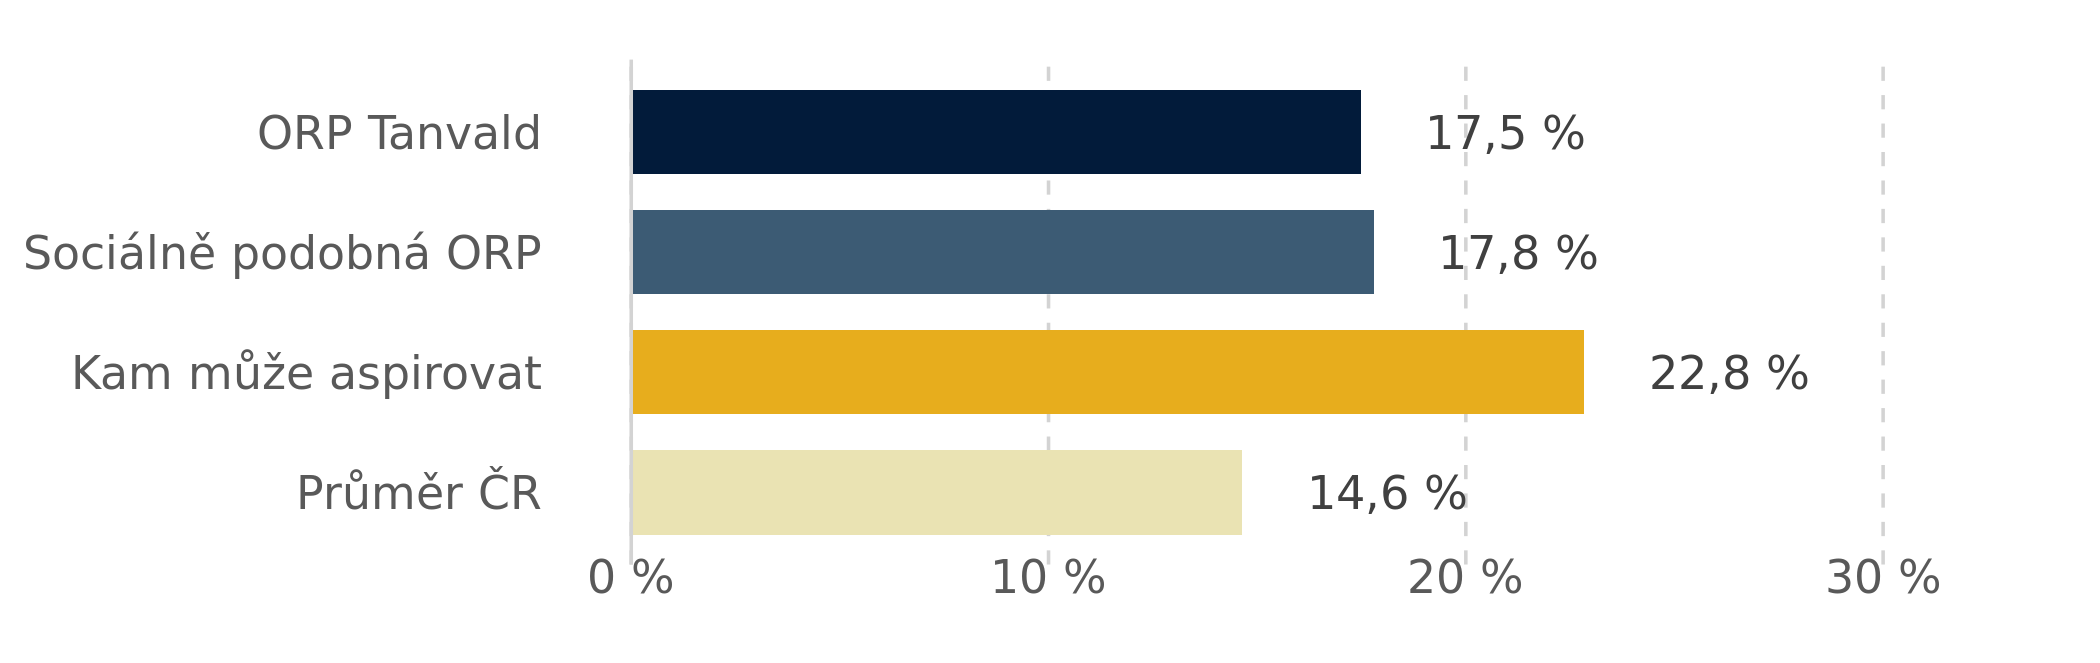 ORP Tanvald 17,5 %
Sociálně podobná ORP 17,8 %
Kam může aspirovat 22,8 %
Průměr ČR 14,6 %
0 % 10 % 20 % 30 %